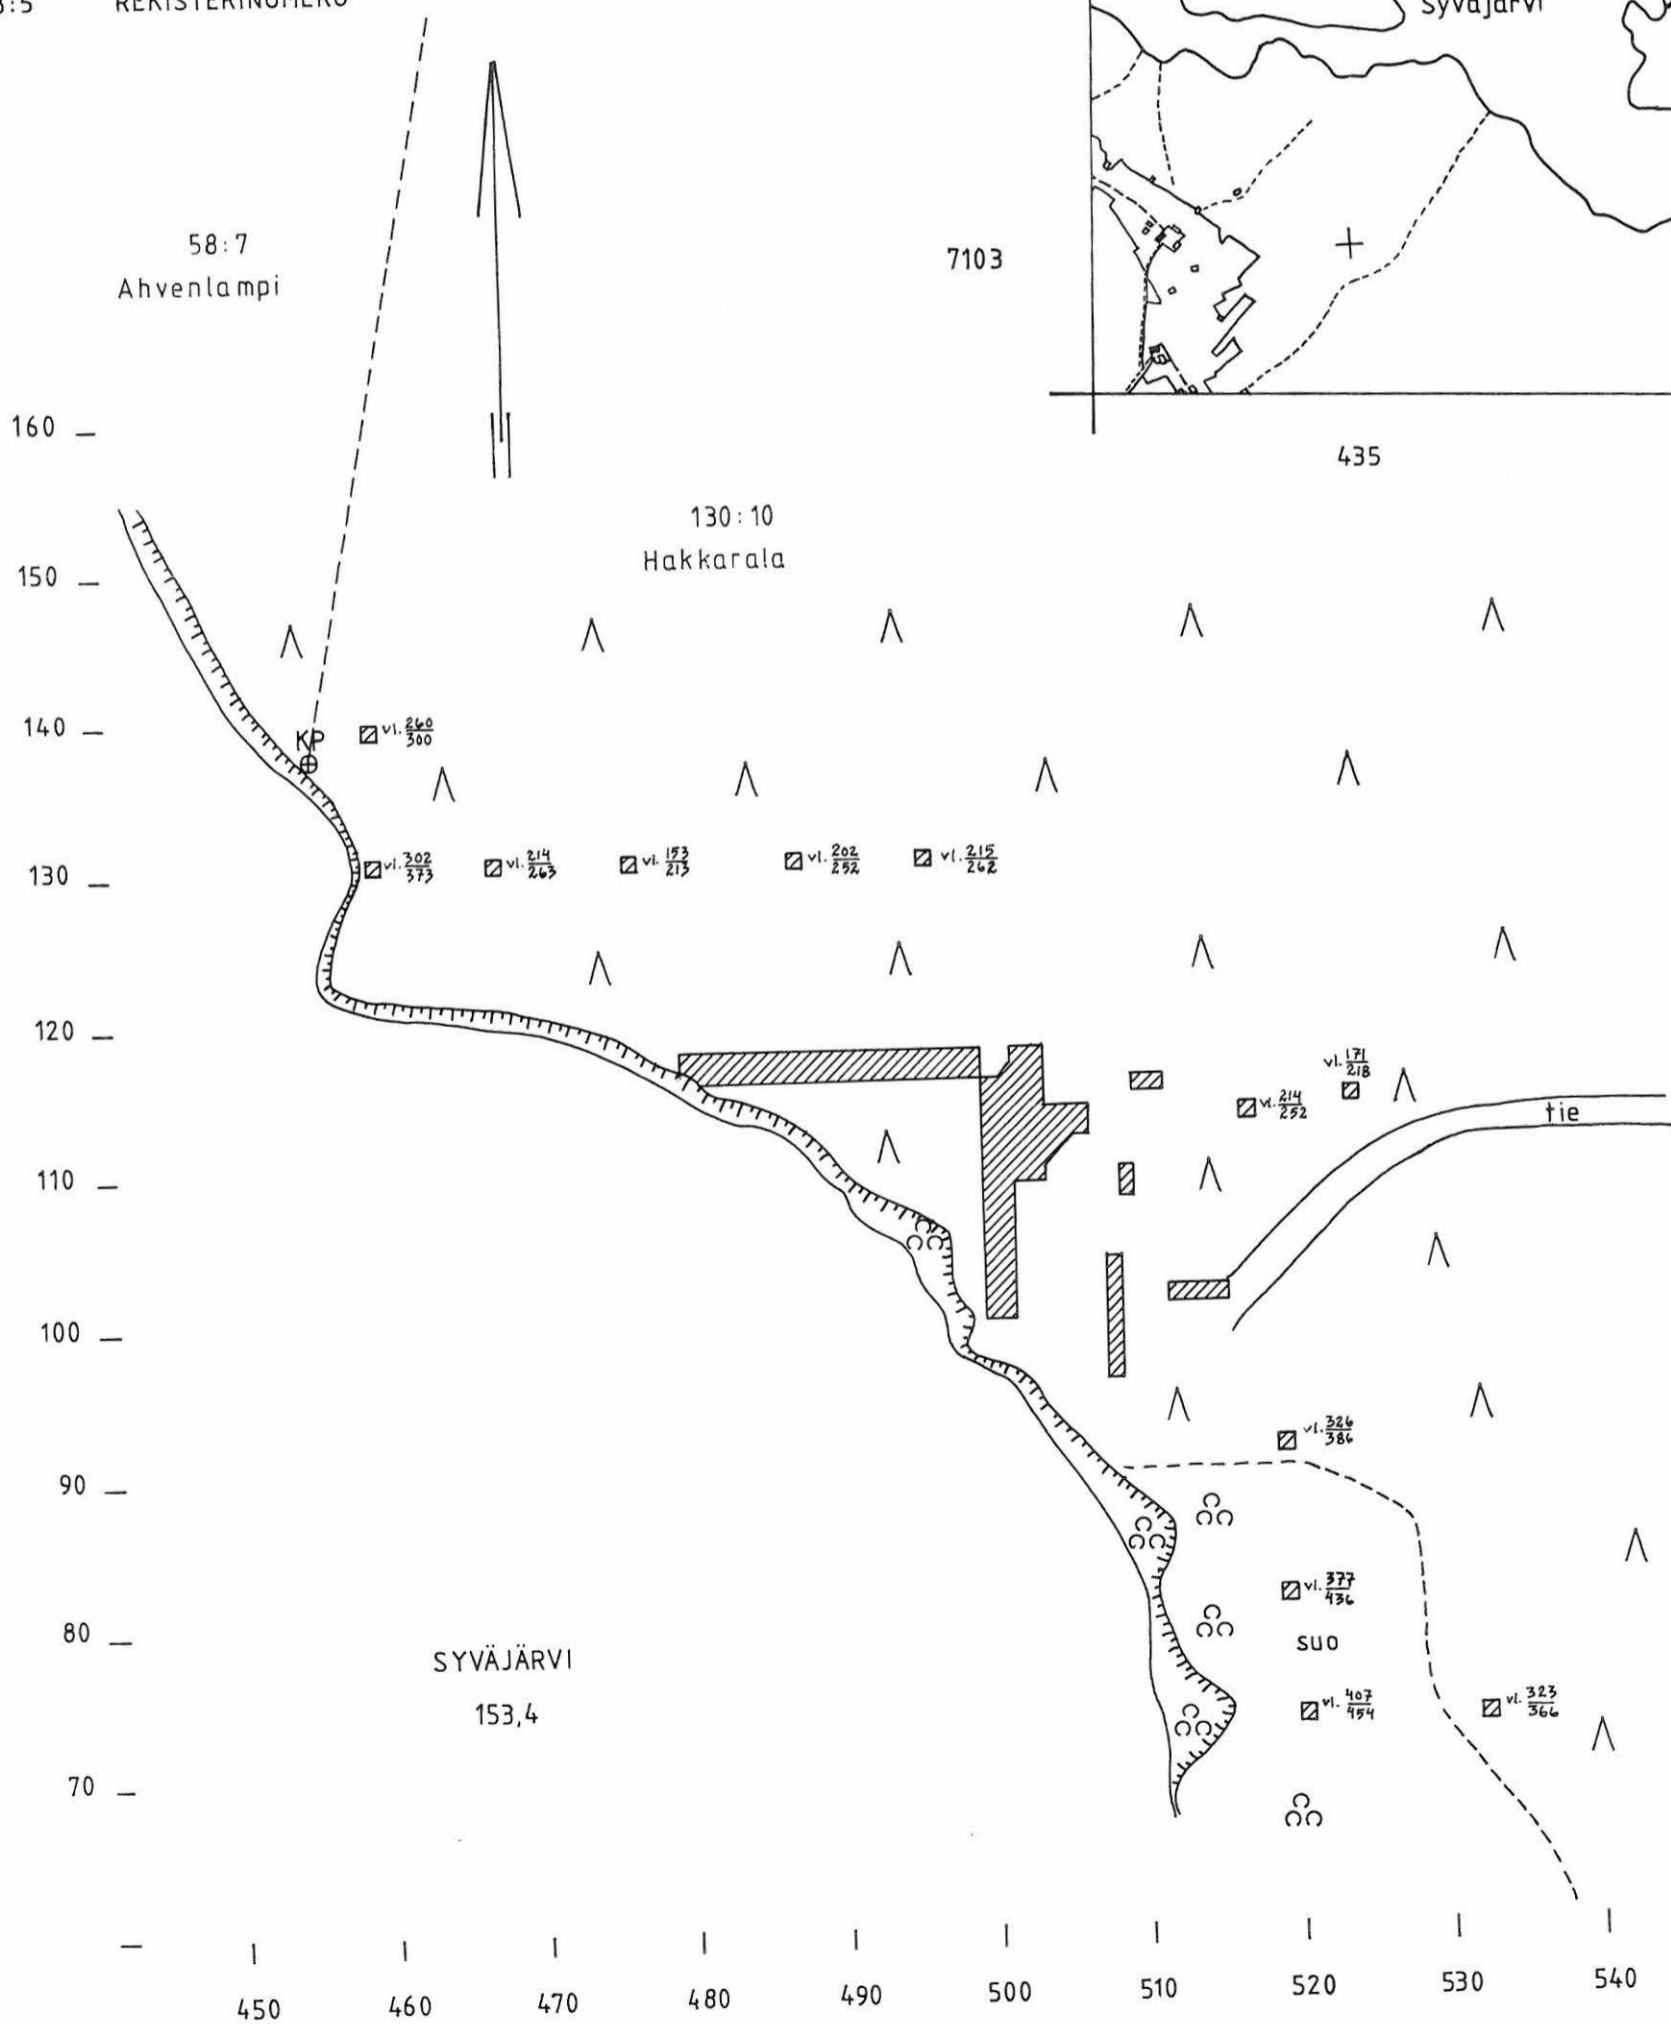 REKISTERINUMERO
Syväjärvi
58:7
Ahvenlampi
7103
435
160
130:10
Hakkarala
150
140
KP
vl. 260/300
130
vl. 302/373
vl. 214/263
vl. 153/213
vl. 202/252
vl. 215/262
120
vl. 171/218
vl. 214/252
tie
110
100
vl. 326/386
90
vl. 377/436
80
suo
SYVÄJÄRVI
153,4
vl. 407/454
vl. 323/366
70
450 460 470 480 490 500 510 520 530 540